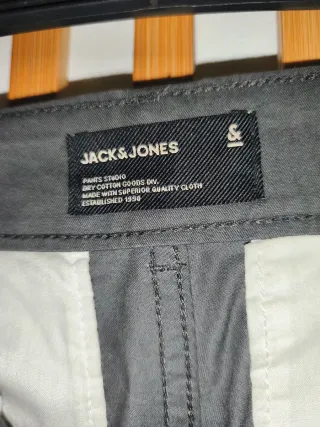 &
JACK&JONES
PANTS STUDIO
DRY COTTON GOODS DIV.
MADE WITH SUPERIOR QUALITY CLOTH
ESTABLISHED 1990